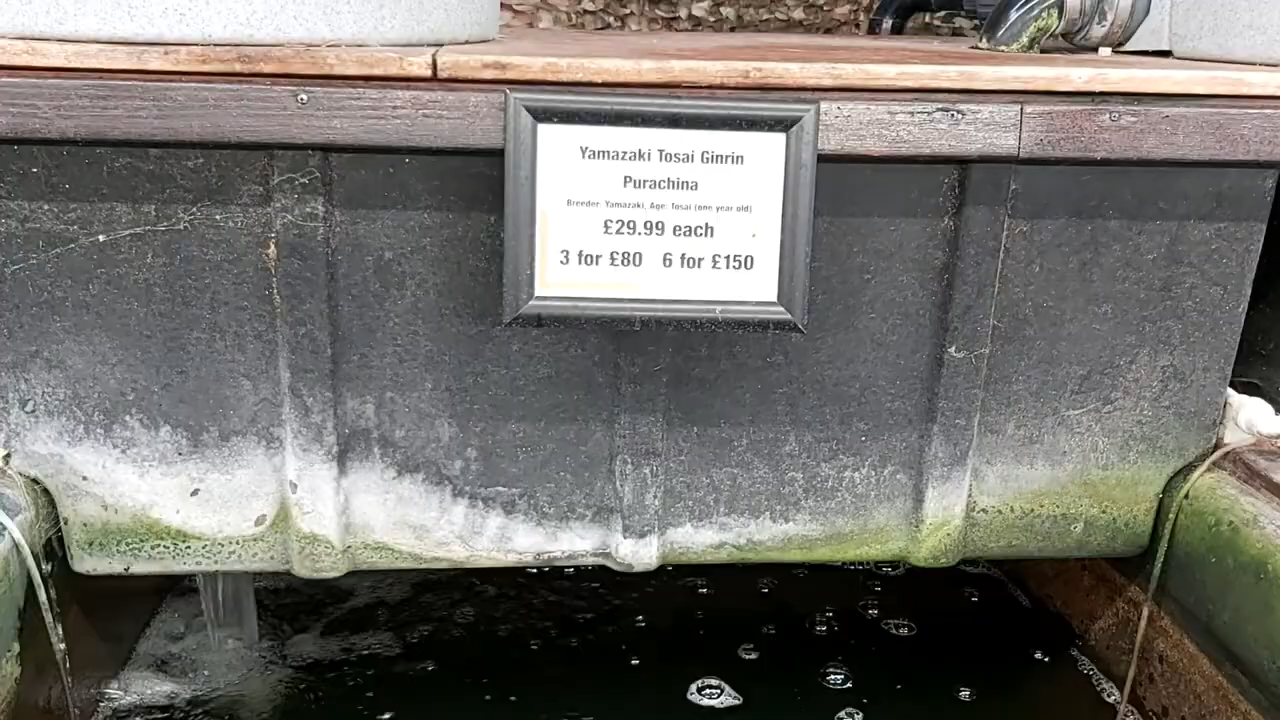 Yamazaki Tosai Ginrin
Purachina
Breeder: Yamazaki, Age: Tosai (one year old)
£29.99 each
3 for £80 6 for £150